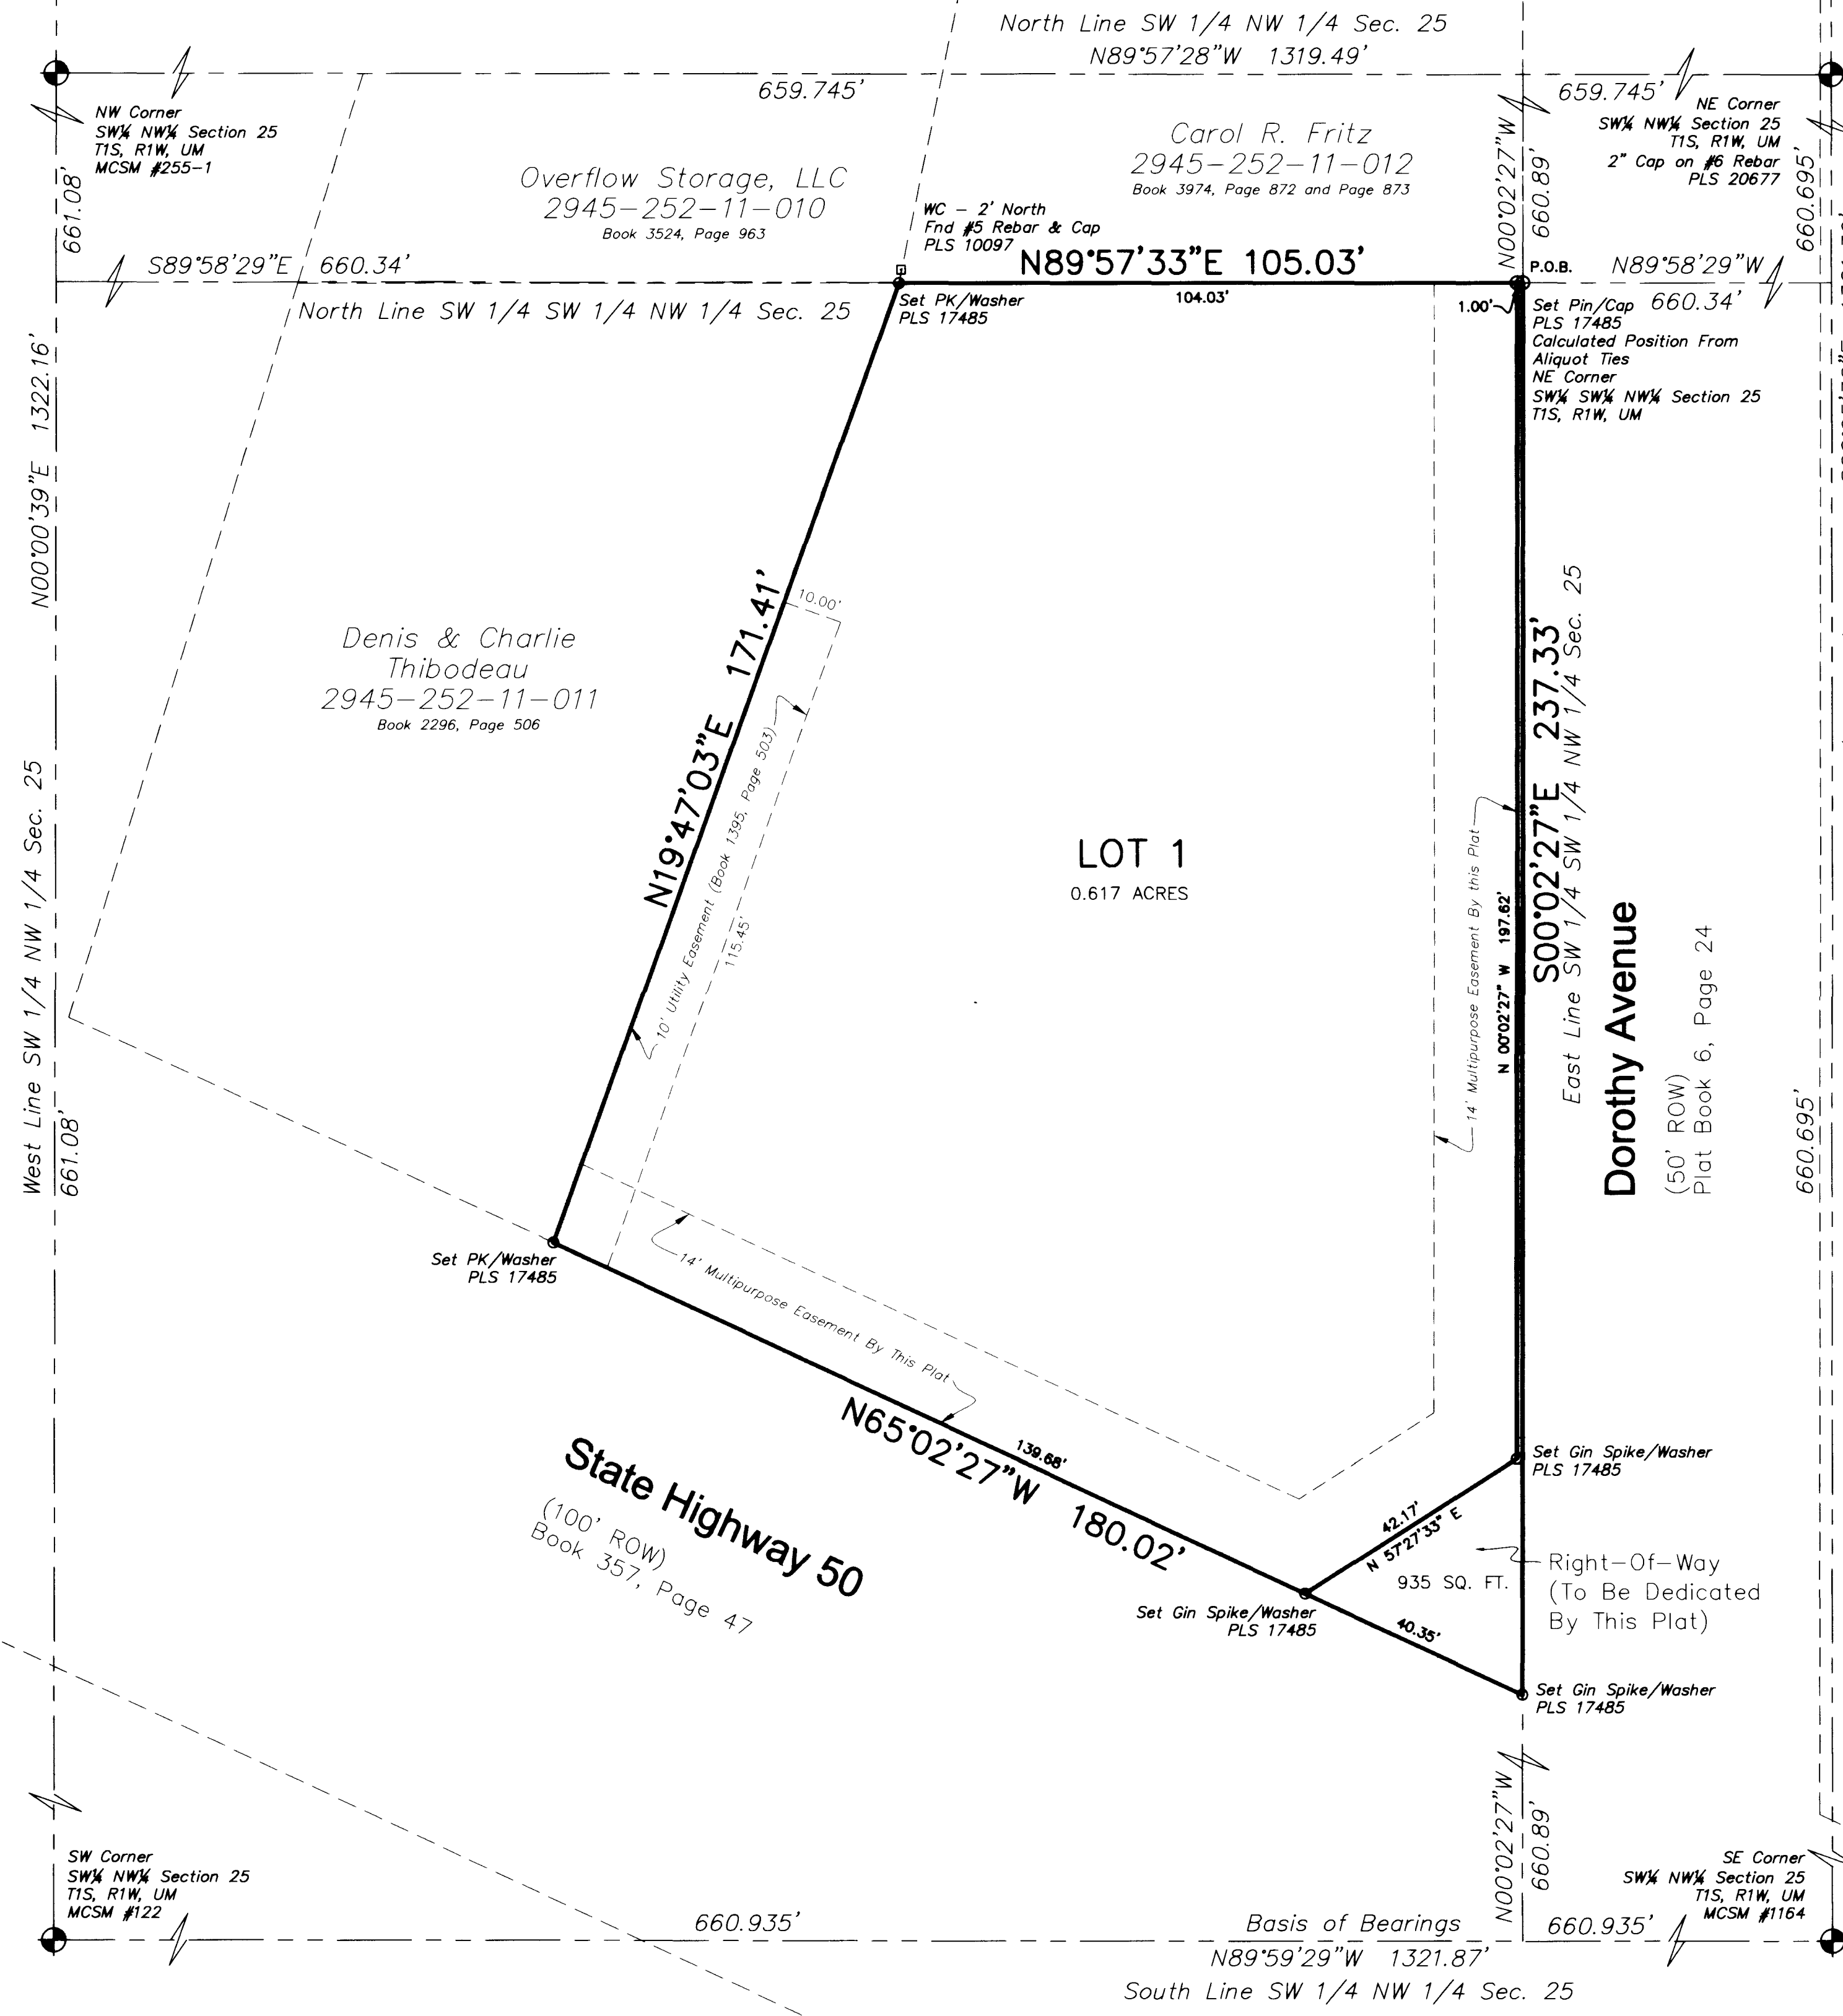 North Line SW 1/4 NW 1/4 Sec. 25
N89°57'28"W 1319.49'
659.745'
659.745'
NW Corner
SW¼ NW¼ Section 25
T1S, R1W, UM
MCSM #255-1
NE Corner
SW¼ NW¼ Section 25
T1S, R1W, UM
2" Cap on #6 Rebar
PLS 20677
661.08'
Overflow Storage, LLC
2945-252-11-010
Book 3524, Page 963
Carol R. Fritz
2945-252-11-012
Book 3974, Page 872 and Page 873
N00°02'27"W
660.89'
660.695'
WC - 2' North
Fnd #5 Rebar & Cap
PLS 10097
S89°58'29"E 660.34'
N89°57'33"E 105.03'
P.O.B.
N89°58'29"W
660.34'
North Line SW 1/4 SW 1/4 NW 1/4 Sec. 25
Set PK/Washer
PLS 17485
104.03'
1.00'
Set Pin/Cap
PLS 17485
Calculated Position From
Aliquot Ties
NE Corner
SW¼ SW¼ NW¼ Section 25
T1S, R1W, UM
N00°00'39"E 1322.16'
West Line SW 1/4 NW 1/4 Sec. 25
661.08'
Denis & Charlie
Thibodeau
2945-252-11-011
Book 2296, Page 506
N19°47'03"E 171.41'
10.00'
10' Utility Easement (Book 1395, Page 503)
115.45'
LOT 1
0.617 ACRES
14' Multipurpose Easement By this Plat
N 00°02'27" W 197.62'
S00°02'27"E 237.33'
East Line SW 1/4 SW 1/4 NW 1/4 Sec. 25
Dorothy Avenue
(50' ROW)
Plat Book 6, Page 24
660.695'
Set PK/Washer
PLS 17485
14' Multipurpose Easement By This Plat
139.68'
N65°02'27"W 180.02'
State Highway 50
(100' ROW)
Book 357, Page 47
Set Gin Spike/Washer
PLS 17485
42.17'
N 57°27'33" E
935 SQ. FT.
Right-Of-Way
(To Be Dedicated
By This Plat)
Set Gin Spike/Washer
PLS 17485
40.35'
Set Gin Spike/Washer
PLS 17485
N00°02'27"W
660.89'
SW Corner
SW¼ NW¼ Section 25
T1S, R1W, UM
MCSM #122
SE Corner
SW¼ NW¼ Section 25
T1S, R1W, UM
MCSM #1164
660.935'
Basis of Bearings
660.935'
N89°59'29"W 1321.87'
South Line SW 1/4 NW 1/4 Sec. 25